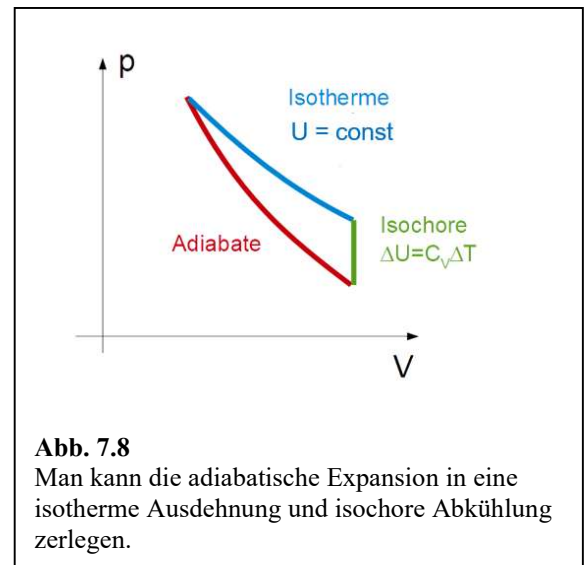 p
Isotherme
U = const
Adiabate
Isochore
ΔU=CᵥΔT
V
Abb. 7.8
Man kann die adiabatische Expansion in eine
isotherme Ausdehnung und isochore Abkühlung
zerlegen.